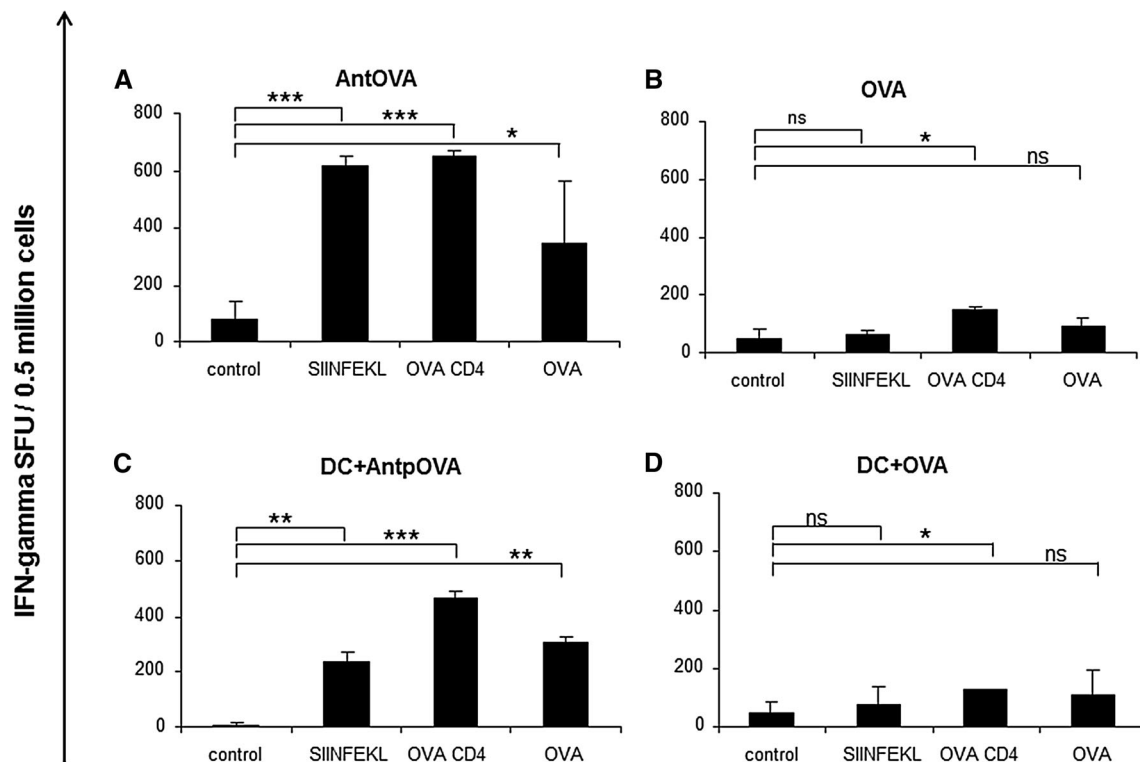 IFN-gamma SFU / 0.5 million cells
A
AntOVA
800
600
400
200
0
***
***
*
control SIINFEKL OVA CD4 OVA
B
OVA
800
600
400
200
0
ns
*
ns
control SIINFEKL OVA CD4 OVA
C
DC+AntpOVA
800
600
400
200
0
**
***
**
control SIINFEKL OVA CD4 OVA
D
DC+OVA
800
600
400
200
0
ns
*
ns
control SIINFEKL OVA CD4 OVA